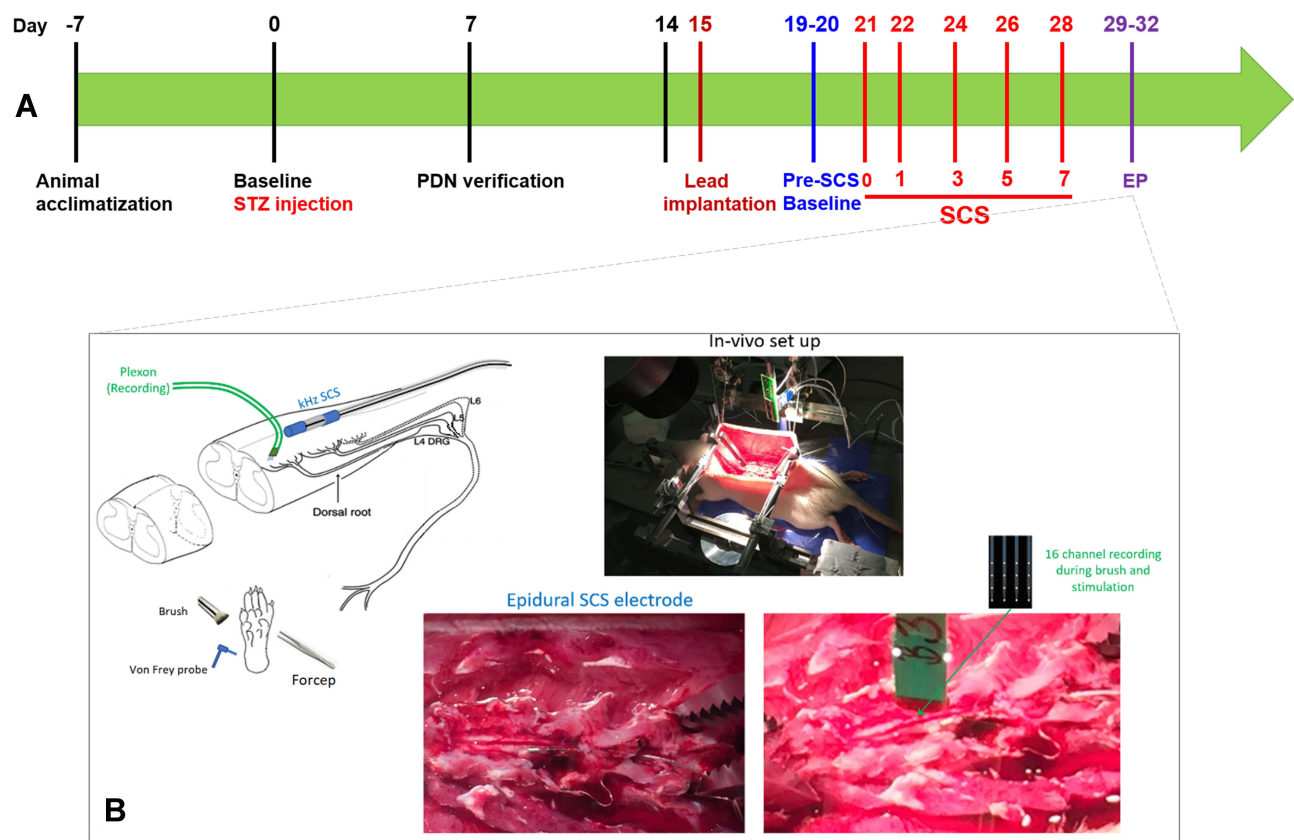 Day -7 0 7 14 15 19-20 21 22 24 26 28 29-32
A
Animal
acclimatization
Baseline
STZ injection
PDN verification
Lead
implantation
Pre-SCS
Baseline
0 1 3 5 7
SCS
EP
In-vivo set up
Plexon
(Recording)
kHz SCS
L6
L5
L4 DRG
Dorsal root
16 channel recording
during brush and
stimulation
Brush
Von Frey probe
Forcep
Epidural SCS electrode
B